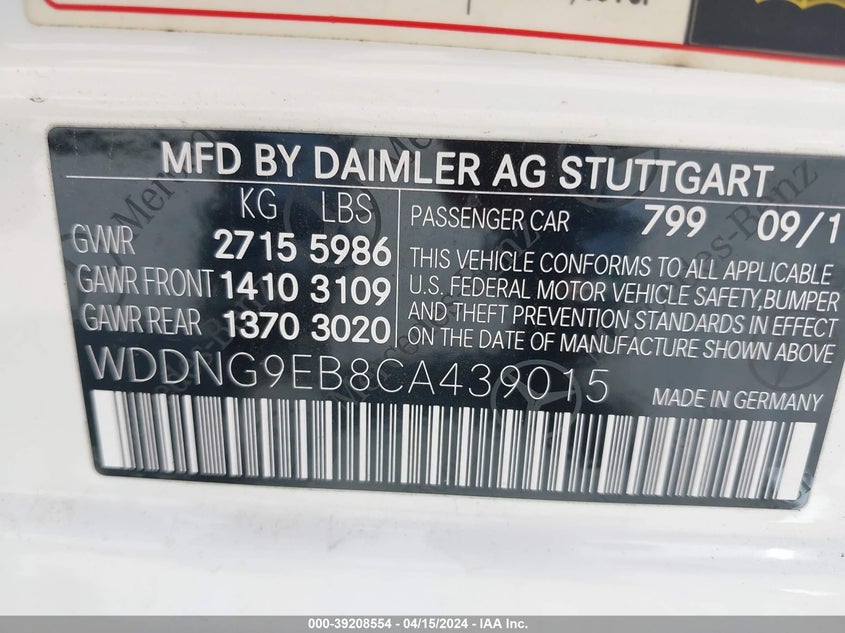 MFD BY DAIMLER AG STUTTGART
KG LBS
GVWR 2715 5986
GAWR FRONT 1410 3109
GAWR REAR 1370 3020
PASSENGER CAR 799 09/1
THIS VEHICLE CONFORMS TO ALL APPLICABLE
U.S. FEDERAL MOTOR VEHICLE SAFETY,BUMPER
AND THEFT PREVENTION STANDARDS IN EFFECT
ON THE DATE OF MANUFACTURE SHOWN ABOVE.
WDDNG9EB8CA439015
MADE IN GERMANY
Mercedes-Benz
000-39208554 - 04/15/2024 - IAA Inc.